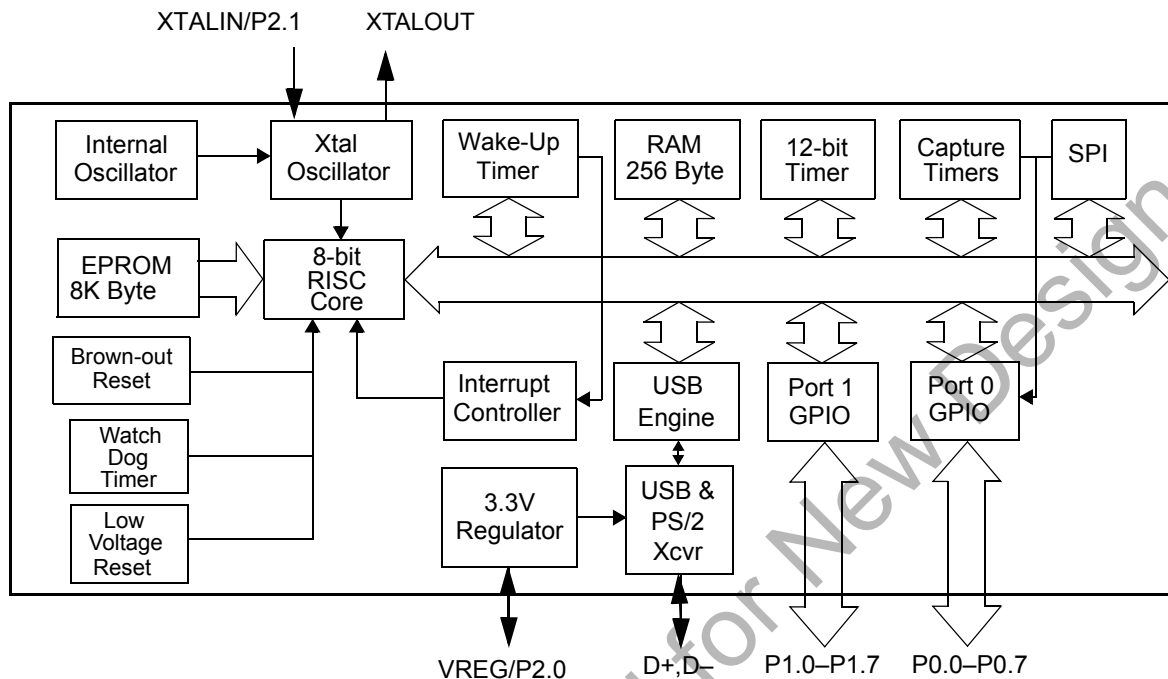 XTALIN/P2.1
XTALOUT
Internal
Oscillator
Xtal
Oscillator
Wake-Up
Timer
RAM
256 Byte
12-bit
Timer
Capture
Timers
SPI
EPROM
8K Byte
8-bit
RISC
Core
Brown-out
Reset
Interrupt
Controller
USB
Engine
Port 1
GPIO
Port 0
GPIO
Watch
Dog
Timer
Low
Voltage
Reset
3.3V
Regulator
USB &
PS/2
Xcvr
VREG/P2.0
D+,D–
P1.0–P1.7
P0.0–P0.7
for New Design